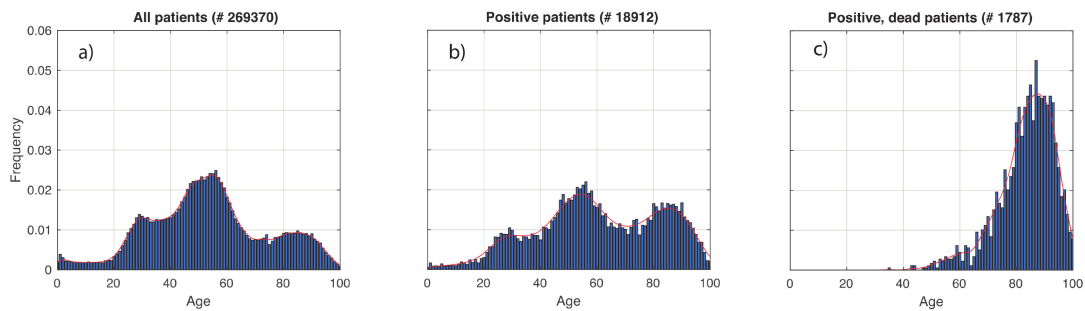 All patients (# 269370)
a)
0.06
0.05
0.04
0.03
0.02
0.01
0
Frequency
0 20 40 60 80 100
Age
Positive patients (# 18912)
b)
0 20 40 60 80 100
Age
Positive, dead patients (# 1787)
c)
0 20 40 60 80 100
Age